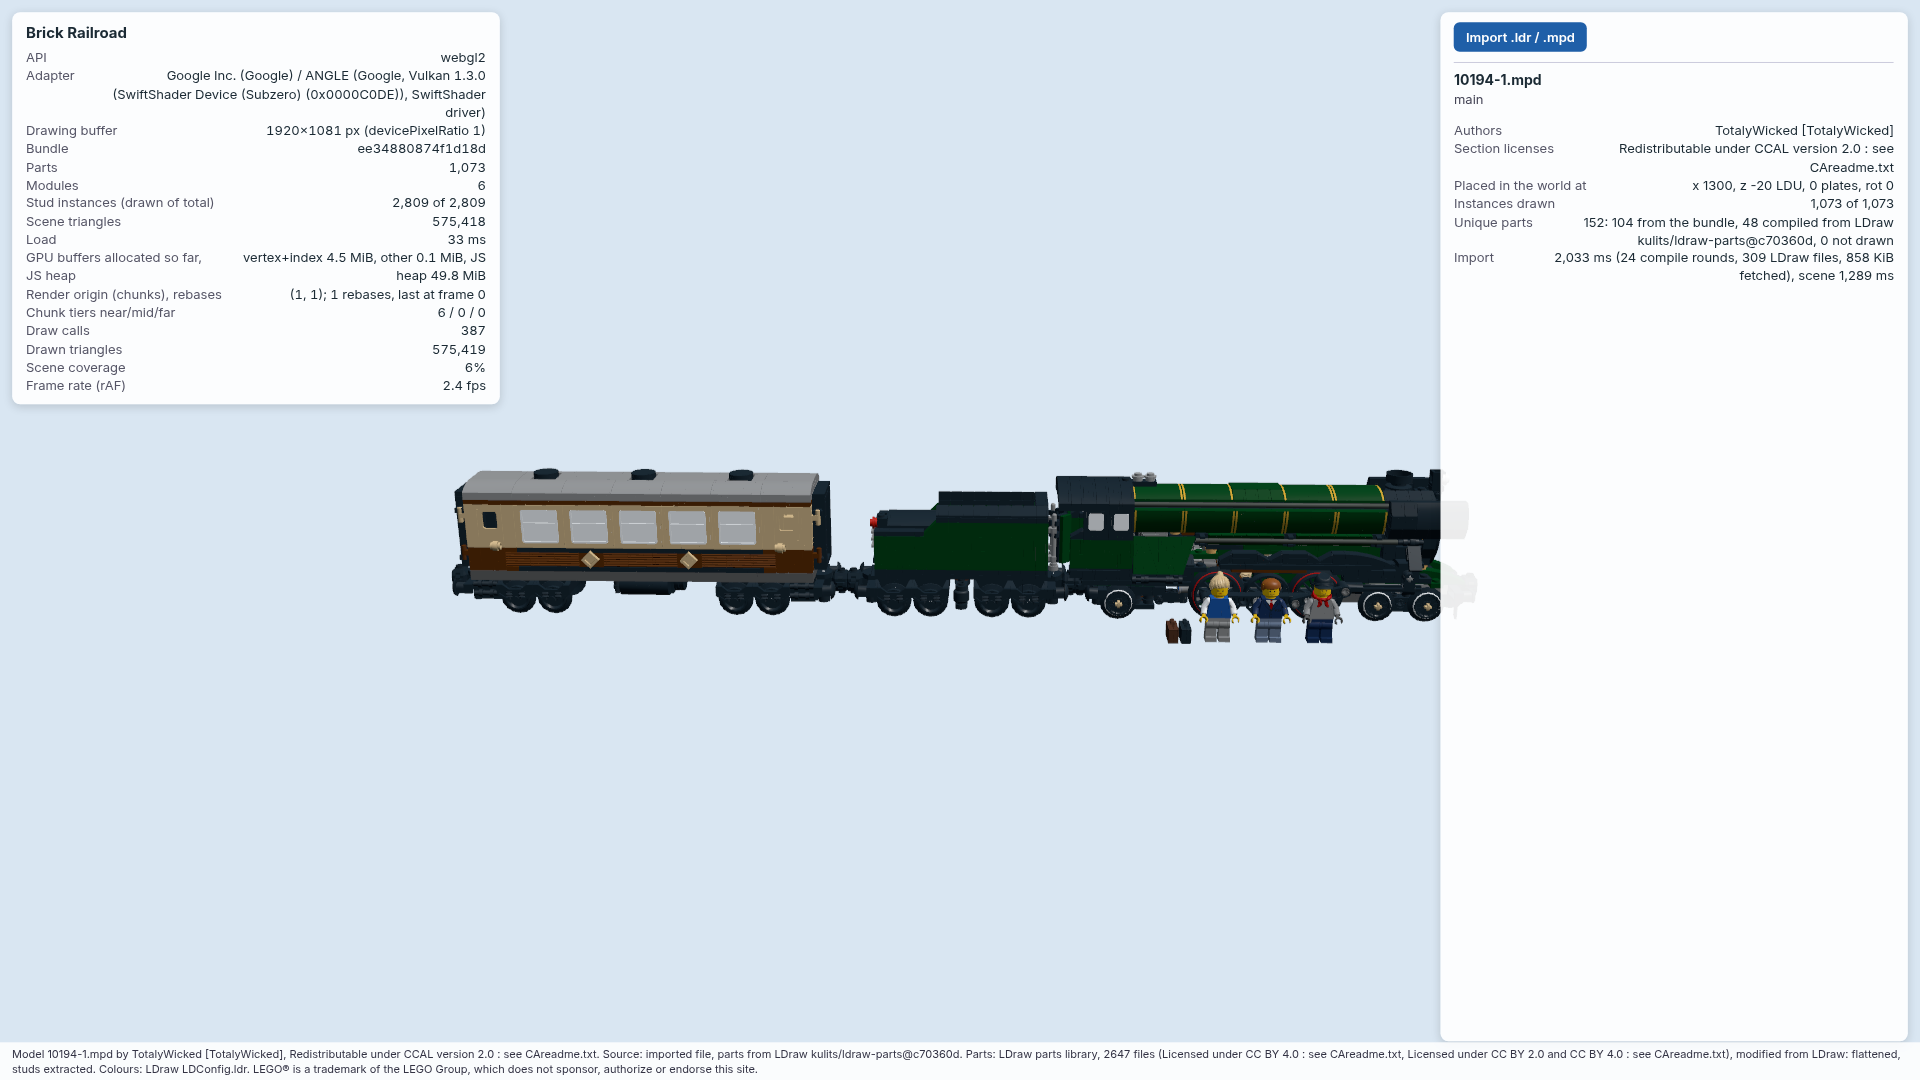 Brick Railroad
API webgl2
Adapter Google Inc. (Google) / ANGLE (Google, Vulkan 1.3.0
(SwiftShader Device (Subzero) (0x0000C0DE)), SwiftShader
driver)
Drawing buffer 1920×1081 px (devicePixelRatio 1)
Bundle ee34880874f1d18d
Parts 1,073
Modules 6
Stud instances (drawn of total) 2,809 of 2,809
Scene triangles 575,418
Load 33 ms
GPU buffers allocated so far, vertex+index 4.5 MiB, other 0.1 MiB, JS
JS heap heap 49.8 MiB
Render origin (chunks), rebases (1, 1); 1 rebases, last at frame 0
Chunk tiers near/mid/far 6 / 0 / 0
Draw calls 387
Drawn triangles 575,419
Scene coverage 6%
Frame rate (rAF) 2.4 fps
Import .ldr / .mpd
10194-1.mpd
main
Authors TotalyWicked [TotalyWicked]
Section licenses Redistributable under CCAL version 2.0 : see
CAreadme.txt
Placed in the world at x 1300, z -20 LDU, 0 plates, rot 0
Instances drawn 1,073 of 1,073
Unique parts 152: 104 from the bundle, 48 compiled from LDraw
kulits/ldraw-parts@c70360d, 0 not drawn
Import 2,033 ms (24 compile rounds, 309 LDraw files, 858 KiB
fetched), scene 1,289 ms
Model 10194-1.mpd by TotalyWicked [TotalyWicked], Redistributable under CCAL version 2.0 : see CAreadme.txt. Source: imported file, parts from LDraw kulits/ldraw-parts@c70360d. Parts: LDraw parts library, 2647 files (Licensed under CC BY 4.0 : see CAreadme.txt, Licensed under CC BY 2.0 and CC BY 4.0 : see CAreadme.txt), modified from LDraw: flattened,
studs extracted. Colours: LDraw LDConfig.ldr. LEGO® is a trademark of the LEGO Group, which does not sponsor, authorize or endorse this site.